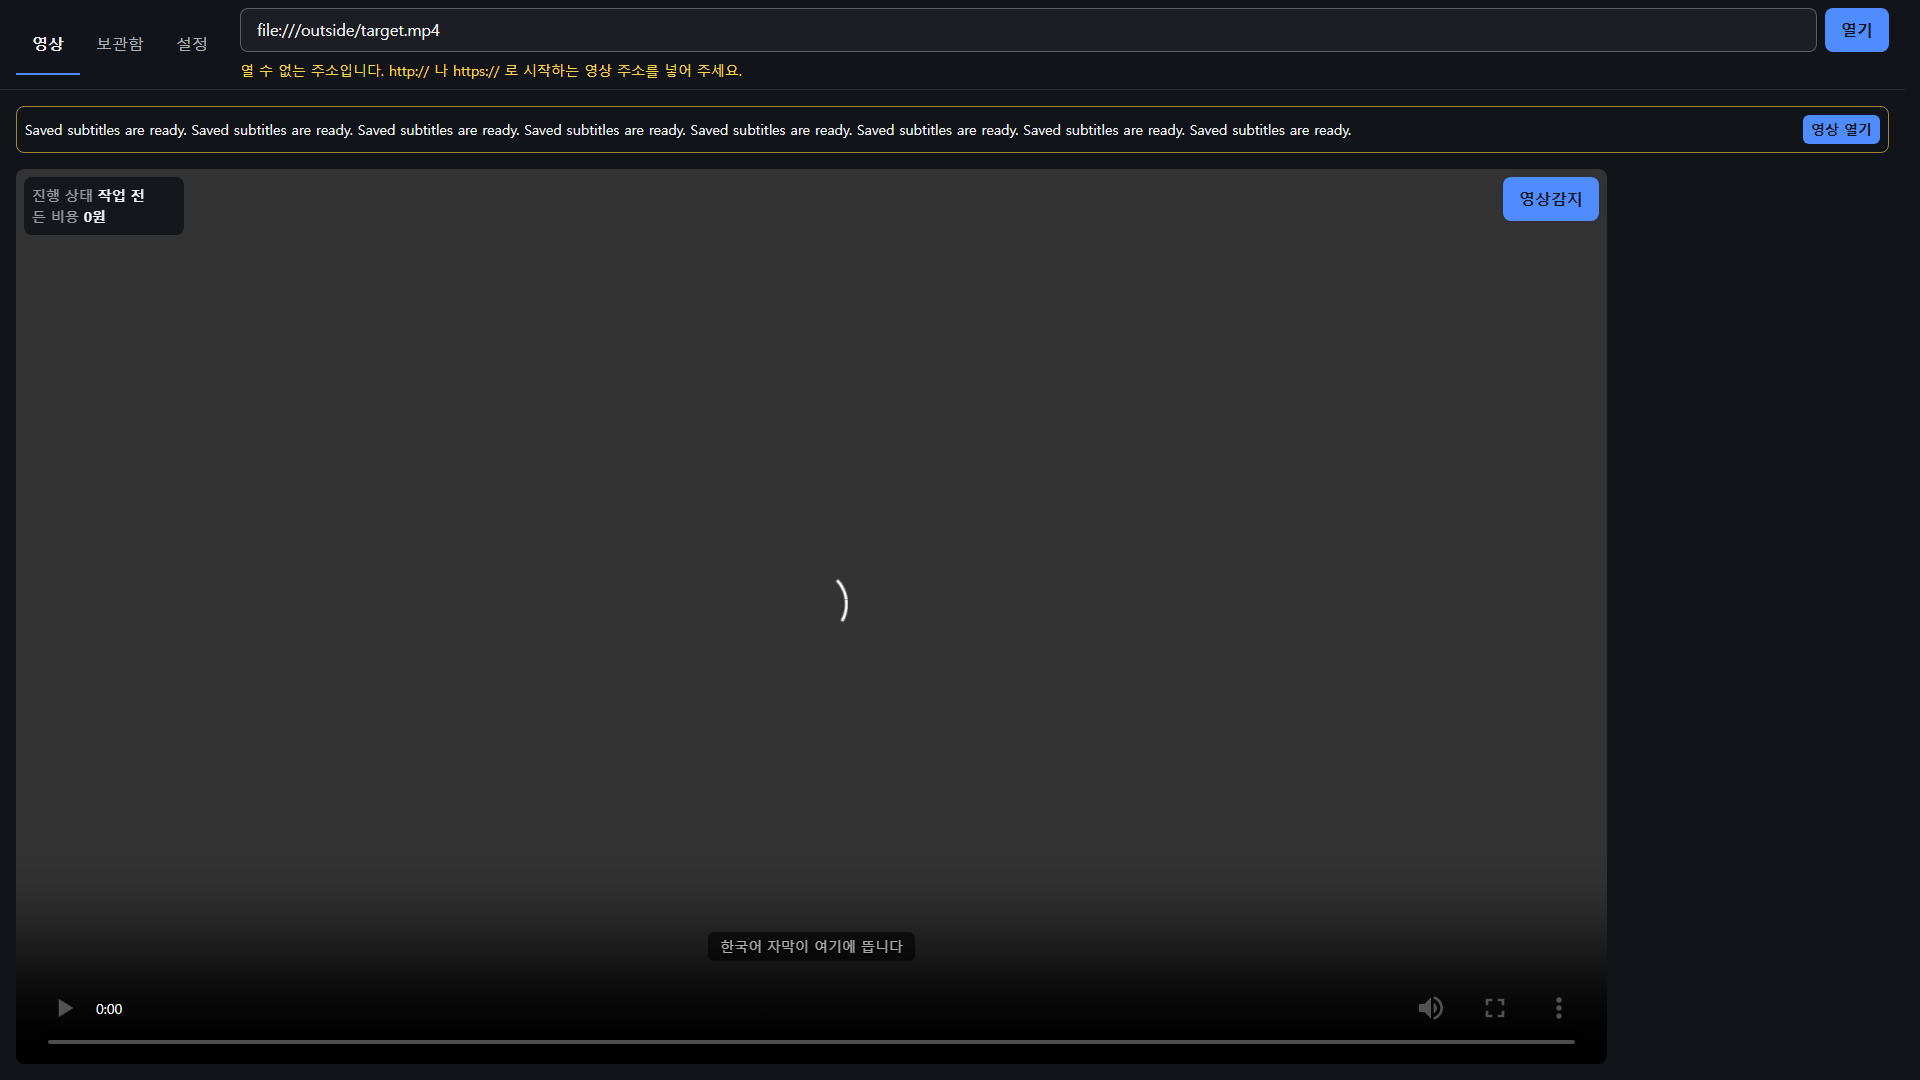 영상 보관함 설정 file:///outside/target.mp4 열기
열 수 없는 주소입니다. http:// 나 https:// 로 시작하는 영상 주소를 넣어 주세요.
Saved subtitles are ready. Saved subtitles are ready. Saved subtitles are ready. Saved subtitles are ready. Saved subtitles are ready. Saved subtitles are ready. Saved subtitles are ready. Saved subtitles are ready. 영상 열기
진행 상태 작업 전
든 비용 0원
영상감지
한국어 자막이 여기에 뜹니다
0:00